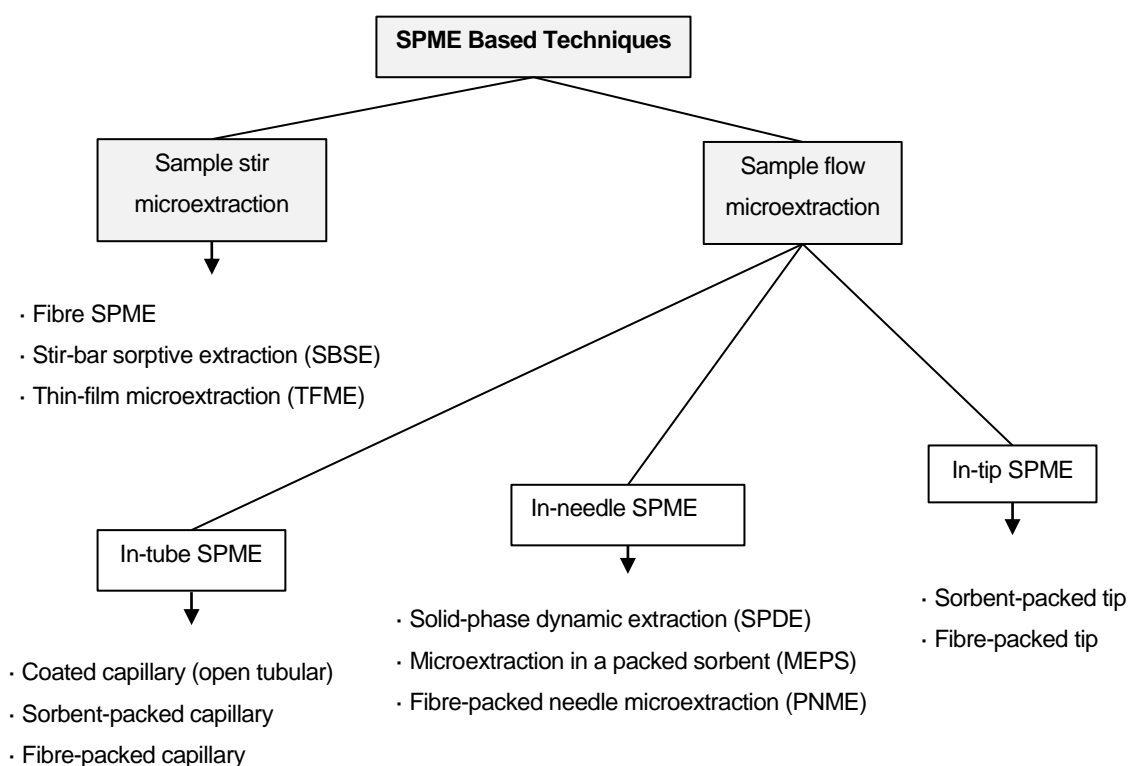 SPME Based Techniques
Sample stir
microextraction
Sample flow
microextraction
· Fibre SPME
· Stir-bar sorptive extraction (SBSE)
· Thin-film microextraction (TFME)
In-tube SPME
In-needle SPME
In-tip SPME
· Coated capillary (open tubular)
· Sorbent-packed capillary
· Fibre-packed capillary
· Solid-phase dynamic extraction (SPDE)
· Microextraction in a packed sorbent (MEPS)
· Fibre-packed needle microextraction (PNME)
· Sorbent-packed tip
· Fibre-packed tip